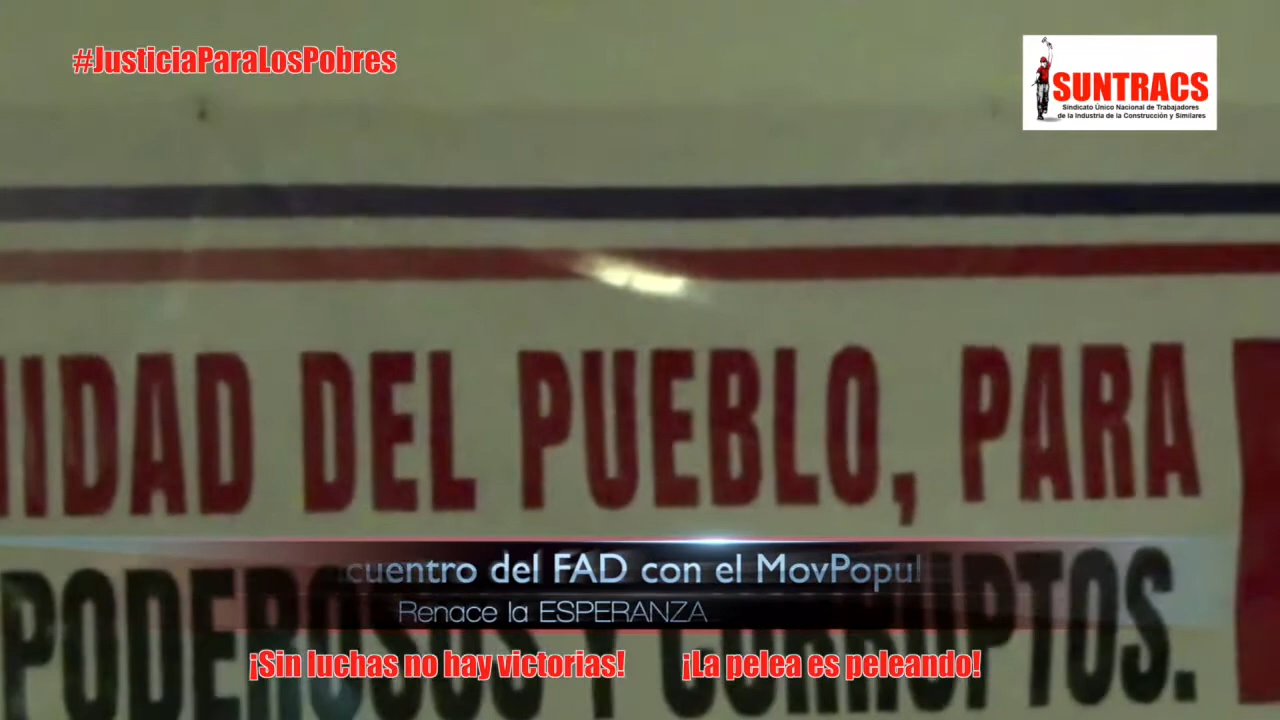 #JusticiaParaLosPobres
SUNTRACS
Sindicato Único Nacional de Trabajadores
de la Industria de la Construcción y Similares
NIDAD DEL PUEBLO, PARA
PODEROSOS Y CORRUPTOS.
cuentro del FAD con el MovPopul
Renace la ESPERANZA
¡Sin luchas no hay victorias! ¡La pelea es peleando!